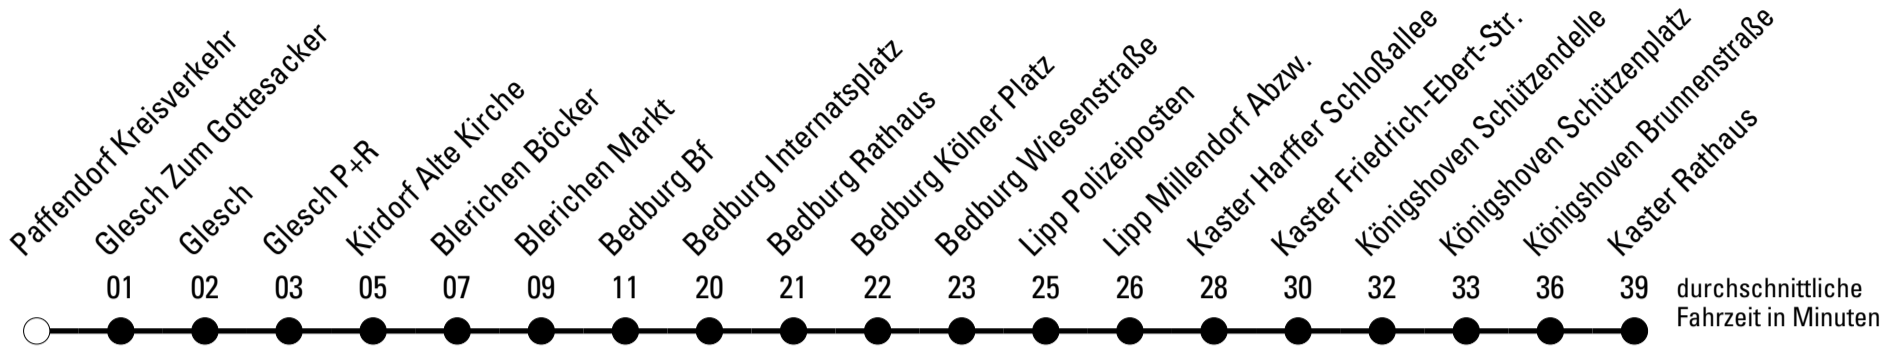 Paffendorf Kreisverkehr
Glesch Zum Gottesacker
Glesch
Glesch P+R
Kirdorf Alte Kirche
Blerichen Böcker
Blerichen Markt
Bedburg Bf
Bedburg Internatsplatz
Bedburg Rathaus
Bedburg Kölner Platz
Bedburg Wiesenstraße
Lipp Polizeiposten
Lipp Millendorf Abzw.
Kaster Harffer Schloßallee
Kaster Friedrich-Ebert-Str.
Königshoven Schützendelle
Königshoven Schützenplatz
Königshoven Brunnenstraße
Kaster Rathaus
01 02 03 05 07 09 11 20 21 22 23 25 26 28 30 32 33 36 39
durchschnittliche
Fahrzeit in Minuten